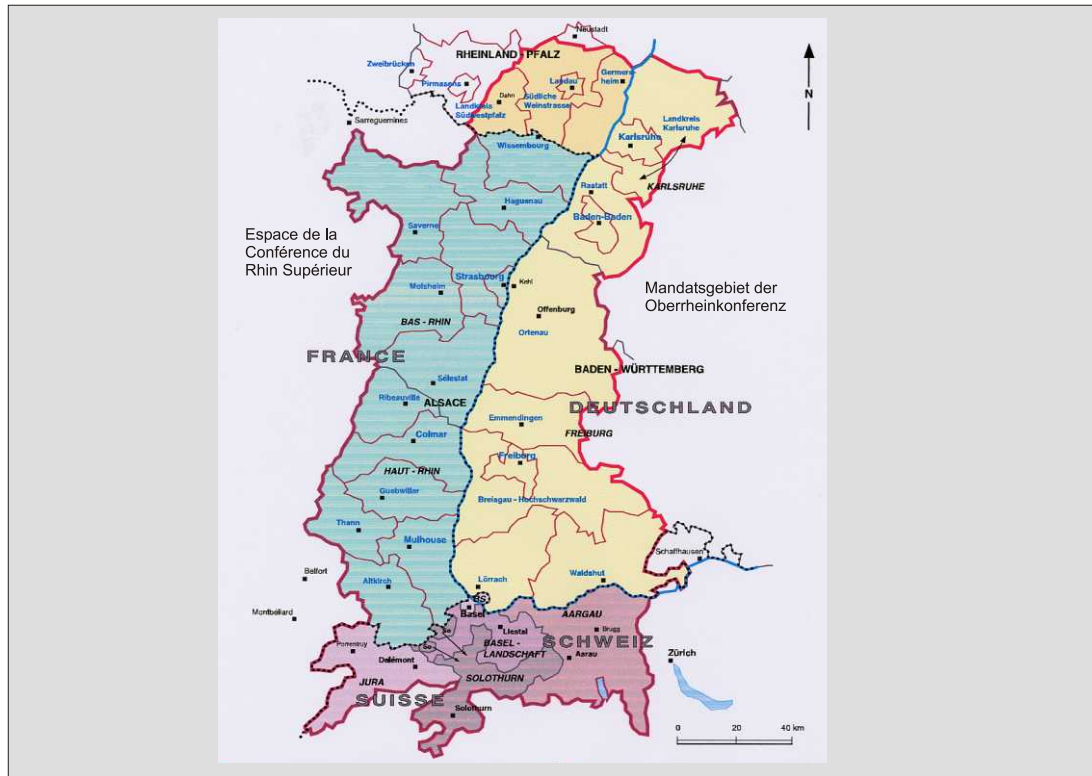 Neustadt
RHEINLAND - PFALZ
Zweibrücken
Pirmasens
Landau
Germersheim
Dahn
Südliche
Weinstrasse
Landkreis
Südwestpfalz
N
Sarreguemines
Landkreis
Karlsruhe
Karlsruhe
Wissembourg
KARLSRUHE
Rastatt
Haguenau
Baden-Baden
Saverne
Espace de la
Conférence du
Rhin Supérieur
Strasbourg
Kehl
Molsheim
Mandatsgebiet der
Oberrheinkonferenz
Offenburg
BAS - RHIN
Ortenau
FRANCE
BADEN - WÜRTTEMBERG
Sélestat
Ribeauville
ALSACE
DEUTSCHLAND
Emmendingen
Colmar
FREIBURG
Freiburg
HAUT - RHIN
Guebwiller
Breisgau - Hochschwarzwald
Thann
Mulhouse
Schaffhausen
Belfort
Altkirch
Lörrach
Waldshut
BS
Basel
Montbéliard
AARGAU
Liestal
Brugg
SCHWEIZ
BASEL -
LANDSCHAFT
Porrentruy
Delémont
Aarau
Zürich
JURA
SOLOTHURN
SUISSE
Solothurn
0 20 40 km